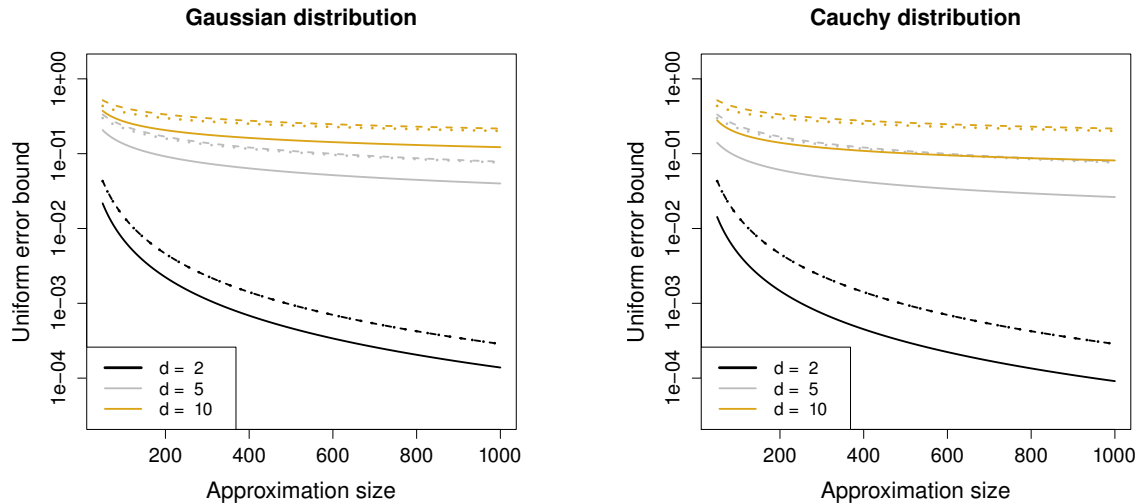 Gaussian distribution
Uniform error bound
1e+00
1e−01
1e−02
1e−03
1e−04
d = 2
d = 5
d = 10
200 400 600 800 1000
Approximation size
Cauchy distribution
Uniform error bound
1e+00
1e−01
1e−02
1e−03
1e−04
d = 2
d = 5
d = 10
200 400 600 800 1000
Approximation size